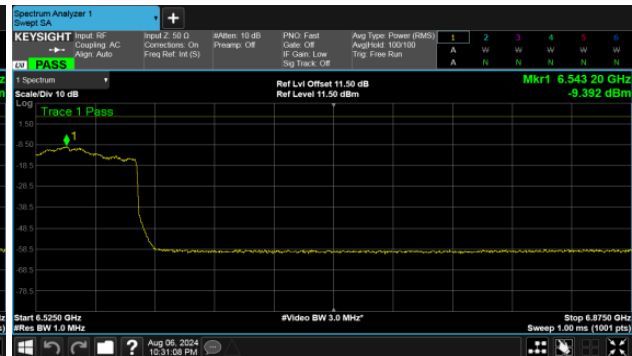 Spectrum Analyzer 1
Swept SA
+
KEYSIGHT Input: RF Input Z: 50 Ω #Atten: 10 dB PNO: Fast Avg Type: Power (RMS) 1 2 3 4 5 6
Coupling: AC Corrections: On Preamp: Off Gate: Off Avg|Hold: 100/100 A W W W W W
Align: Auto Freq Ref: Int (S) IF Gain: Low Trig: Free Run
LXI PASS Sig Track: Off A N N N N N
1 Spectrum Ref Lvl Offset 11.50 dB Mkr1 6.543 20 GHz
Scale/Div 10 dB Ref Level 11.50 dBm -9.392 dBm
Log
Trace 1 Pass
1.50
1
-8.50
-18.5
-28.5
-38.5
-48.5
-58.5
-68.5
-78.5
Start 6.5250 GHz #Video BW 3.0 MHz* Stop 6.8750 GHz
#Res BW 1.0 MHz Sweep 1.00 ms (1001 pts)
? Aug 06, 2024
10:31:08 PM